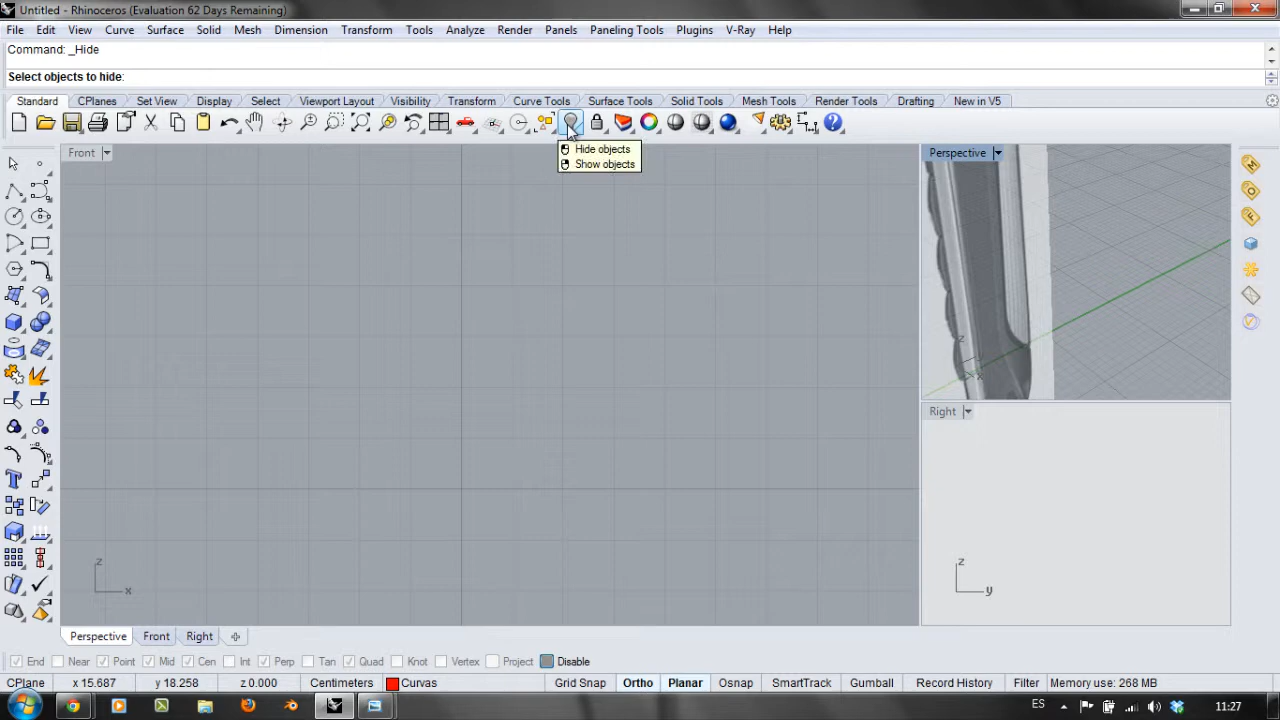 Untitled - Rhinoceros (Evaluation 62 Days Remaining)
File Edit View Curve Surface Solid Mesh Dimension Transform Tools Analyze Render Panels Paneling Tools Plugins V-Ray Help
Command: _Hide
Select objects to hide:
Standard CPlanes Set View Display Select Viewport Layout Visibility Transform Curve Tools Surface Tools Solid Tools Mesh Tools Render Tools Drafting New in V5
Hide objects
Show objects
Front
Perspective
z
x
Right
z
y
z
x
Perspective Front Right
End Near Point Mid Cen Int Perp Tan Quad Knot Vertex Project Disable
CPlane x 15.687 y 18.258 z 0.000 Centimeters Curvas Grid Snap Ortho Planar Osnap SmartTrack Gumball Record History Filter Memory use: 268 MB
ES 11:27